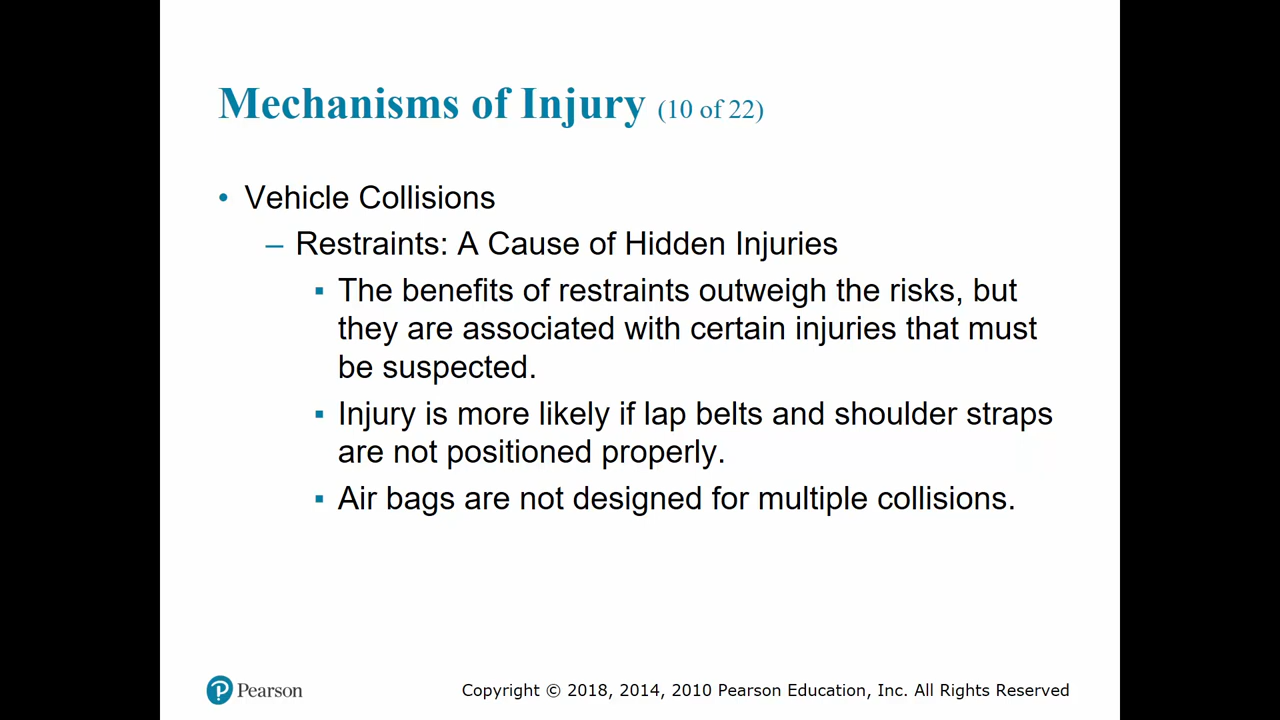 Mechanisms of Injury (10 of 22)
• Vehicle Collisions
– Restraints: A Cause of Hidden Injuries
▪ The benefits of restraints outweigh the risks, but
they are associated with certain injuries that must
be suspected.
▪ Injury is more likely if lap belts and shoulder straps
are not positioned properly.
▪ Air bags are not designed for multiple collisions.
Pearson
Copyright © 2018, 2014, 2010 Pearson Education, Inc. All Rights Reserved